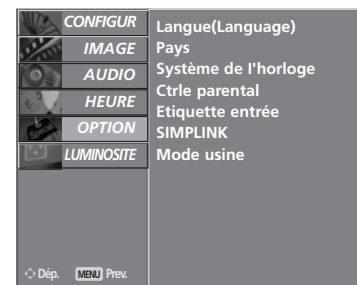 CONFIGUR
IMAGE
AUDIO
HEURE
OPTION
LUMINOSITE
Dép. MENU Prev.
Langue(Language)
Pays
Système de l'horloge
Ctrle parental
Etiquette entrée
SIMPLINK
Mode usine